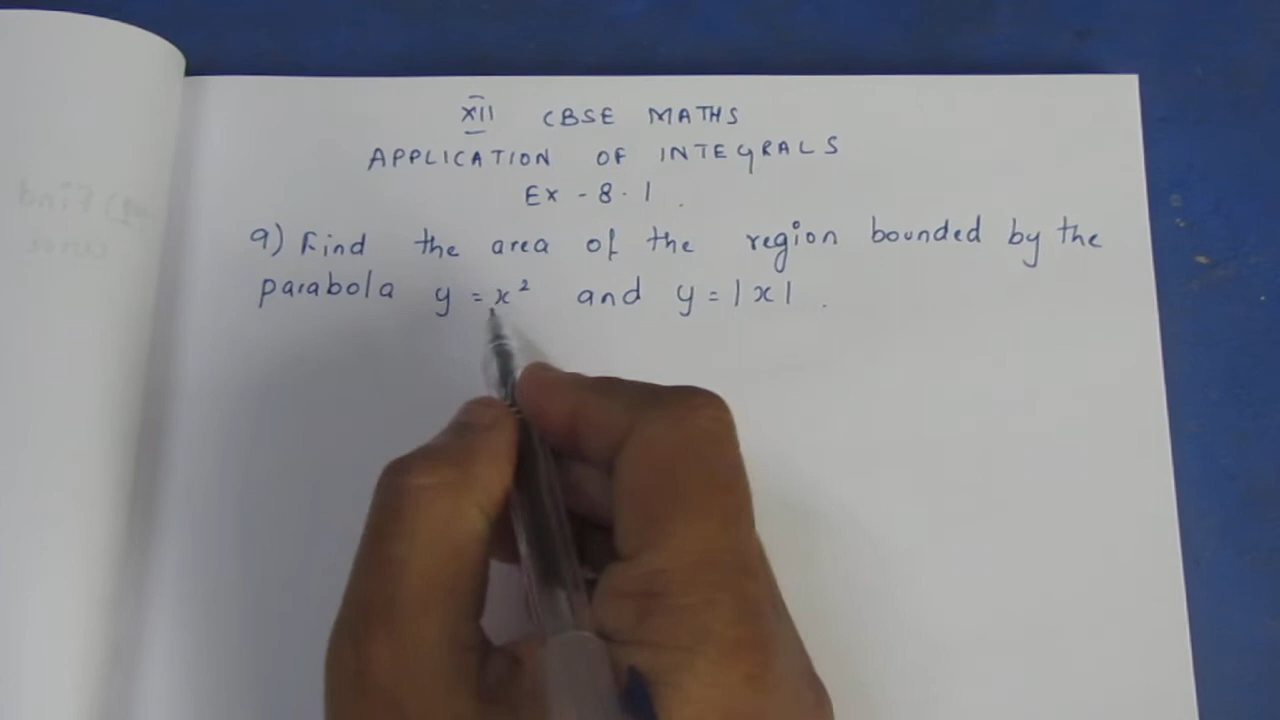 XII CBSE MATHS
APPLICATION OF INTEGRALS
EX - 8.1.
9) Find the area of the region bounded by the
parabola y = x² and y = |x|.